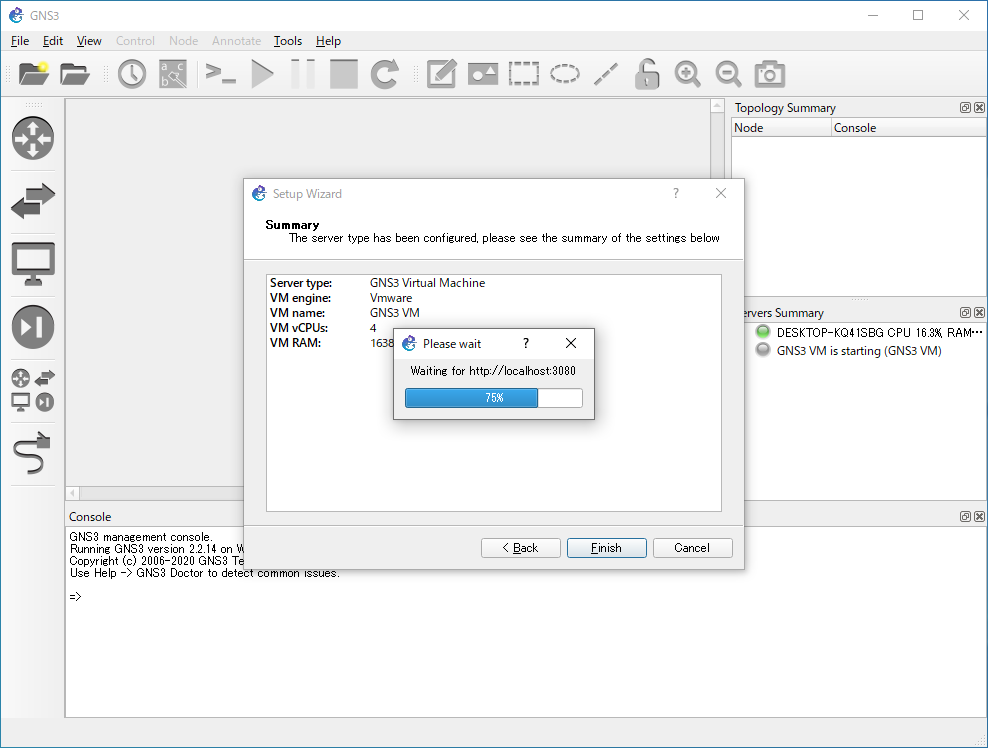 GNS3
File Edit View Control Node Annotate Tools Help
Topology Summary
Node Console
Setup Wizard
Summary
The server type has been configured, please see the summary of the settings below
Server type: GNS3 Virtual Machine
VM engine: Vmware
VM name: GNS3 VM
VM vCPUs: 4
VM RAM: 1638
Please wait
Waiting for http://localhost:3080
75%
< Back Finish Cancel
ervers Summary
DESKTOP-KQ41SBG CPU 16.3% RAM...
GNS3 VM is starting (GNS3 VM)
Console
GNS3 management console.
Running GNS3 version 2.2.14 on W
Copyright (c) 2006-2020 GNS3 Te
Use Help -> GNS3 Doctor to detect common issues.
=>